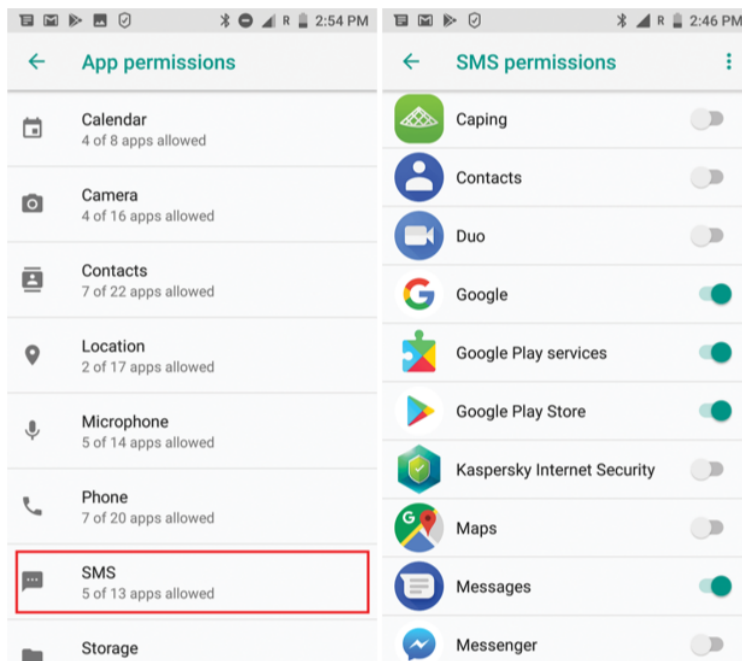 R 2:54 PM
App permissions
Calendar
4 of 8 apps allowed
Camera
4 of 16 apps allowed
Contacts
7 of 22 apps allowed
Location
2 of 17 apps allowed
Microphone
5 of 14 apps allowed
Phone
7 of 20 apps allowed
SMS
5 of 13 apps allowed
Storage
R 2:46 PM
SMS permissions
Caping
Contacts
Duo
Google
Google Play services
Google Play Store
Kaspersky Internet Security
Maps
Messages
Messenger